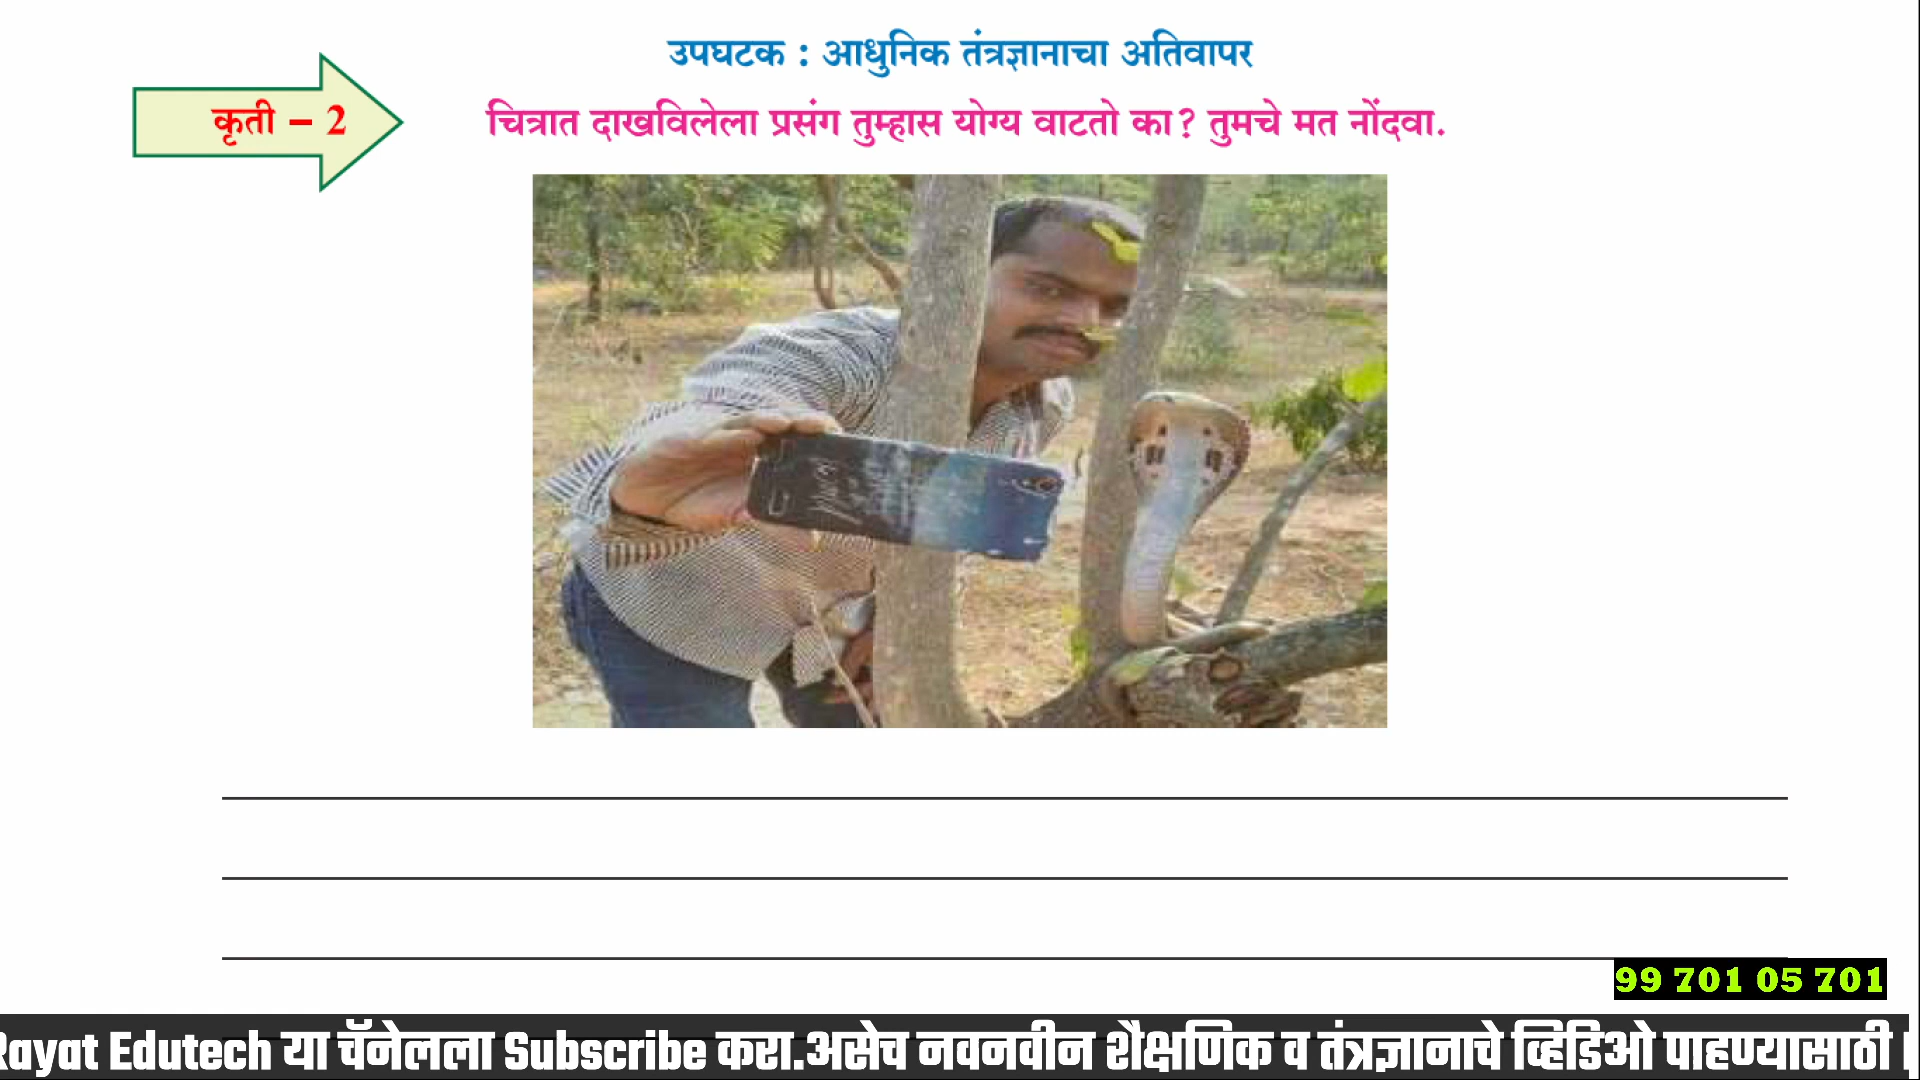 उपघटक : आधुनिक तंत्रज्ञानाचा अतिवापर
कृती – 2
चित्रात दाखविलेला प्रसंग तुम्हास योग्य वाटतो का? तुमचे मत नोंदवा.
99 701 05 701
Rayat Edutech या चॅनेलला Subscribe करा.असेच नवनवीन शैक्षणिक व तंत्रज्ञानाचे व्हिडिओ पाहण्यासाठी